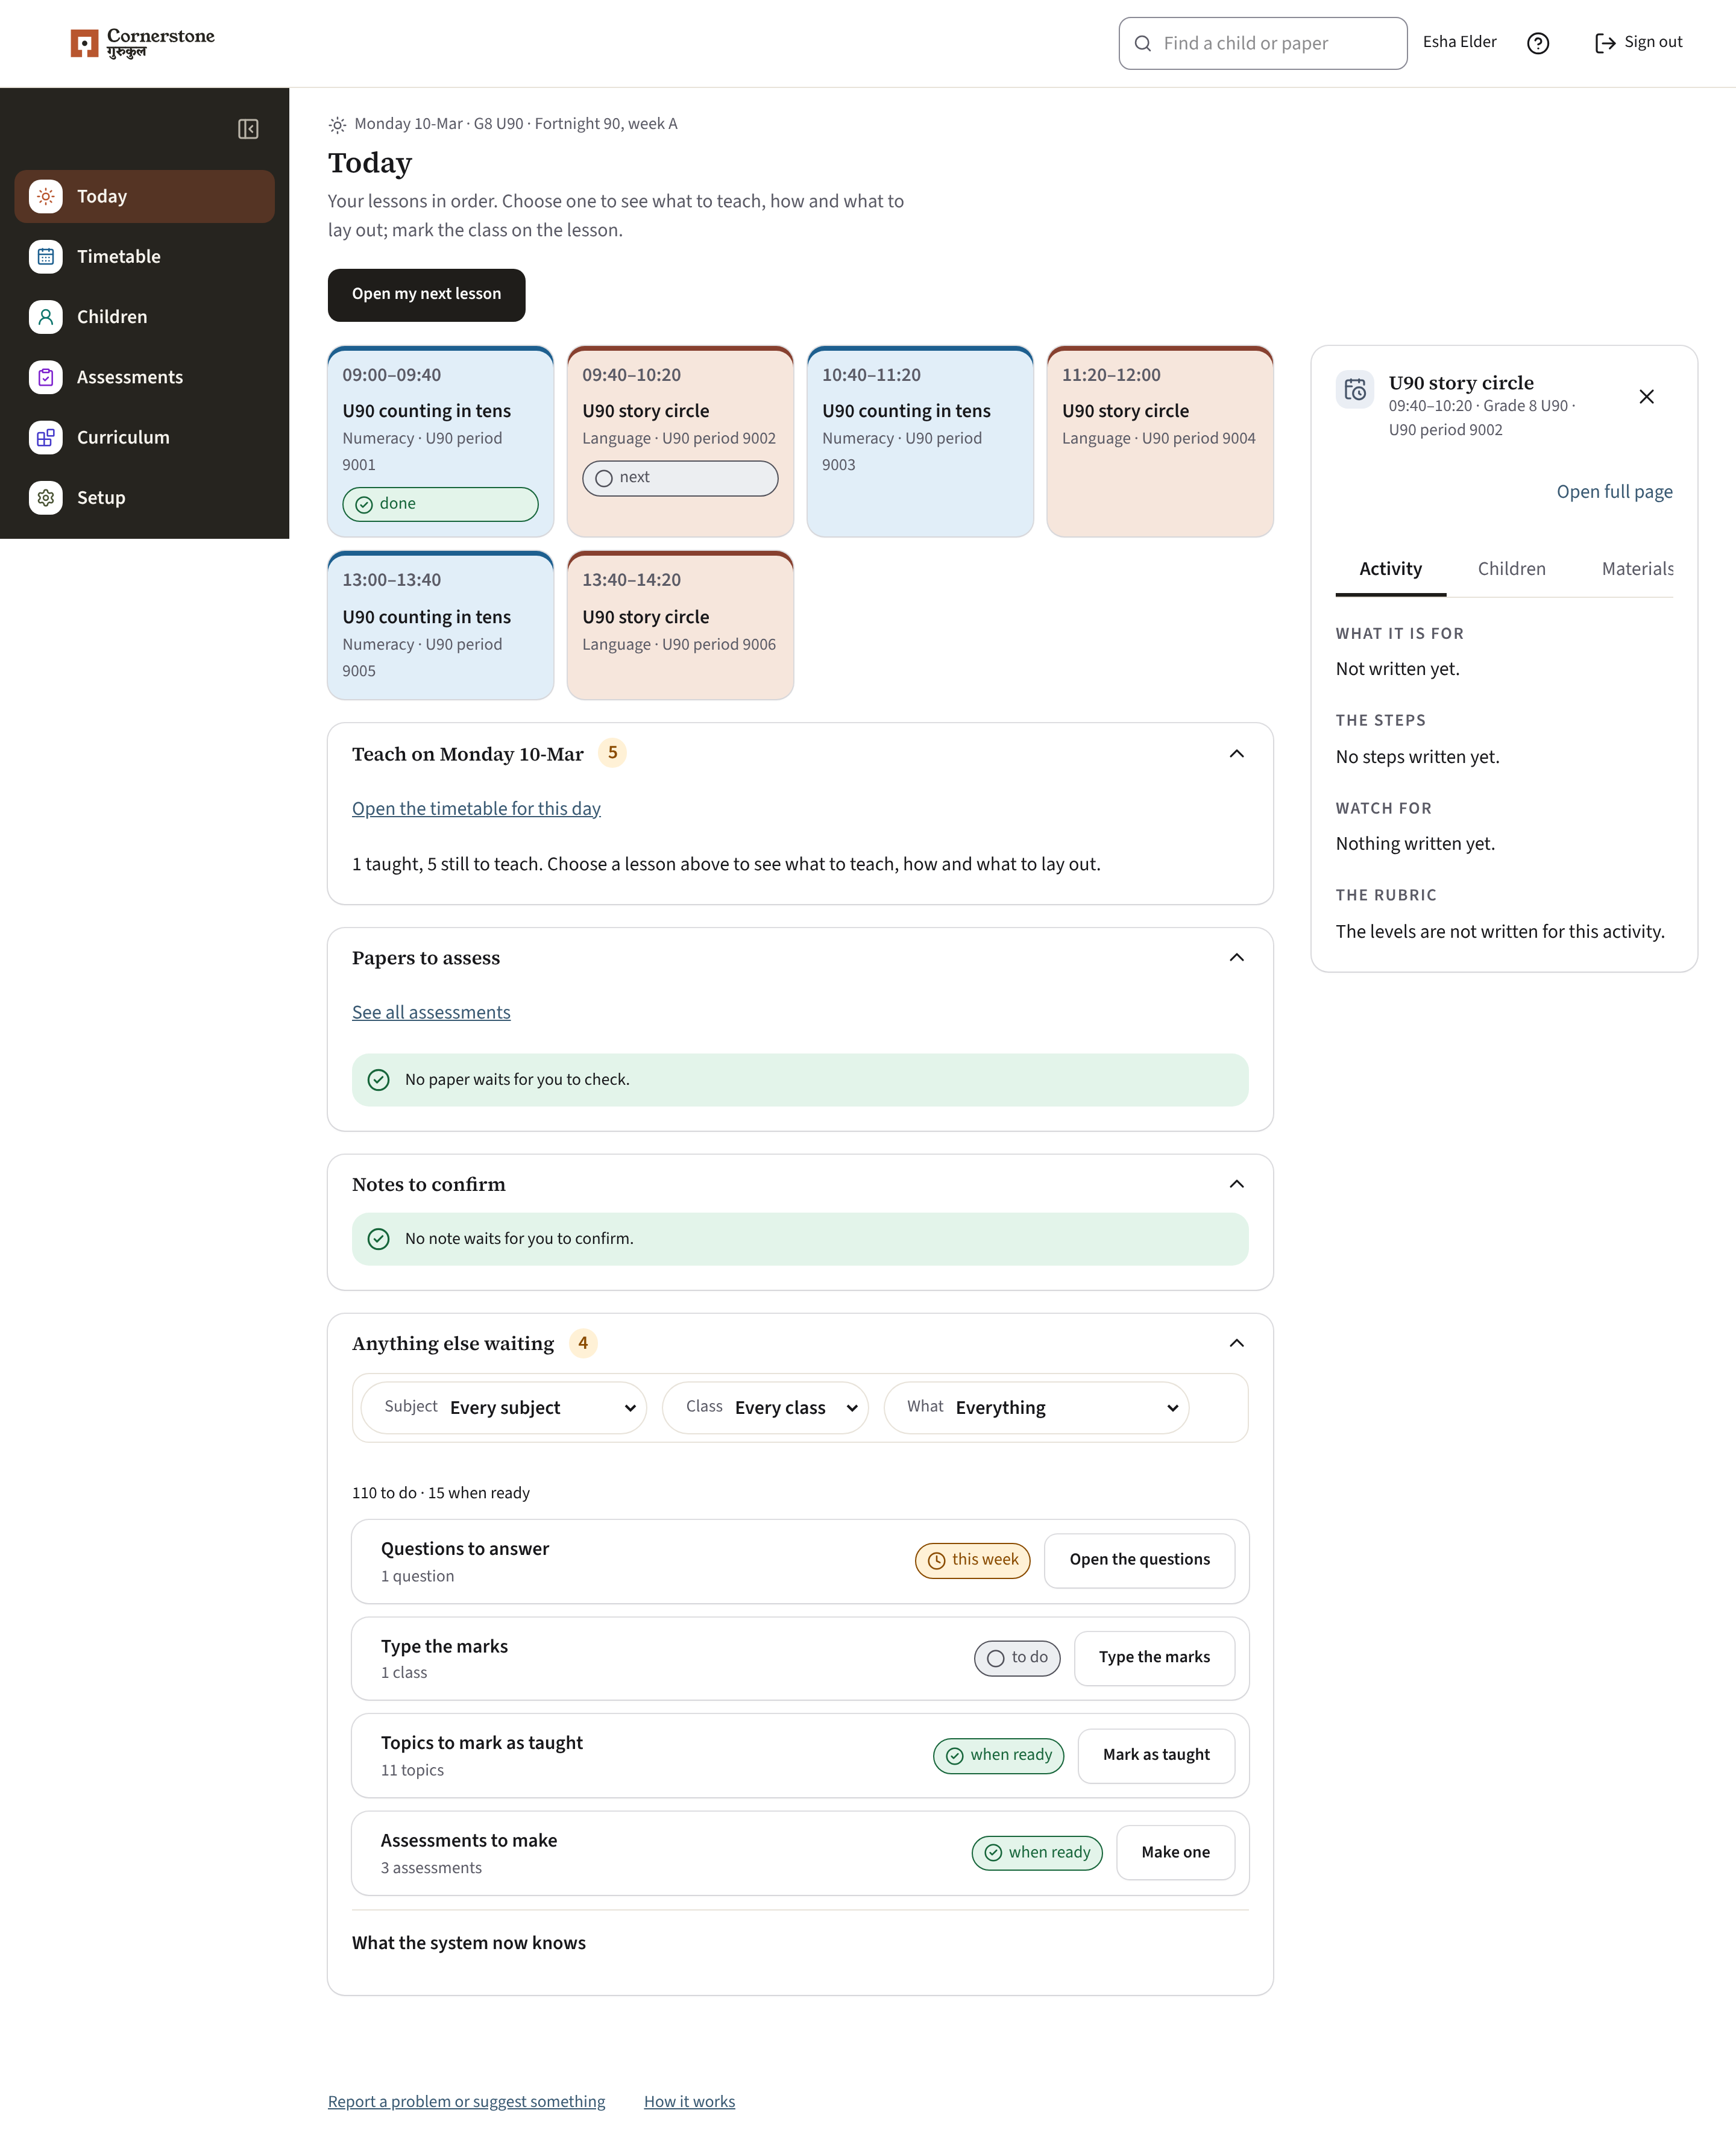 Cornerstone
गुरुकुल
Find a child or paper
Esha Elder
Sign out
Today
Timetable
Children
Assessments
Curriculum
Setup
Monday 10-Mar · G8 U90 · Fortnight 90, week A
Today
Your lessons in order. Choose one to see what to teach, how and what to
lay out; mark the class on the lesson.
Open my next lesson
09:00–09:40
U90 counting in tens
Numeracy · U90 period
9001
done
09:40–10:20
U90 story circle
Language · U90 period 9002
next
10:40–11:20
U90 counting in tens
Numeracy · U90 period
9003
11:20–12:00
U90 story circle
Language · U90 period 9004
13:00–13:40
U90 counting in tens
Numeracy · U90 period
9005
13:40–14:20
U90 story circle
Language · U90 period 9006
Teach on Monday 10-Mar 5
Open the timetable for this day
1 taught, 5 still to teach. Choose a lesson above to see what to teach, how and what to lay out.
Papers to assess
See all assessments
No paper waits for you to check.
Notes to confirm
No note waits for you to confirm.
Anything else waiting 4
Subject Every subject
Class Every class
What Everything
110 to do · 15 when ready
Questions to answer
1 question
this week
Open the questions
Type the marks
1 class
to do
Type the marks
Topics to mark as taught
11 topics
when ready
Mark as taught
Assessments to make
3 assessments
when ready
Make one
What the system now knows
U90 story circle
09:40–10:20 · Grade 8 U90 ·
U90 period 9002
Open full page
Activity Children Materials
WHAT IT IS FOR
Not written yet.
THE STEPS
No steps written yet.
WATCH FOR
Nothing written yet.
THE RUBRIC
The levels are not written for this activity.
Report a problem or suggest something
How it works